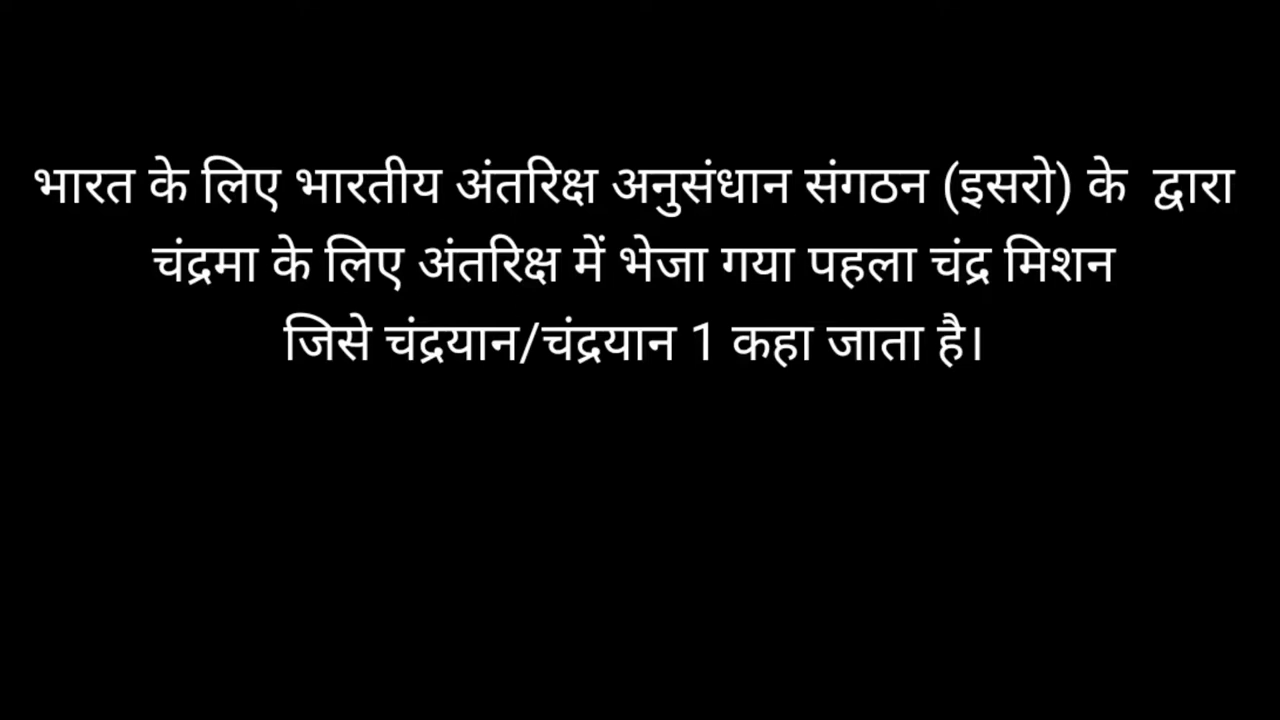 भारत के लिए भारतीय अंतरिक्ष अनुसंधान संगठन (इसरो) के द्वारा
चंद्रमा के लिए अंतरिक्ष में भेजा गया पहला चंद्र मिशन
जिसे चंद्रयान/चंद्रयान 1 कहा जाता है।